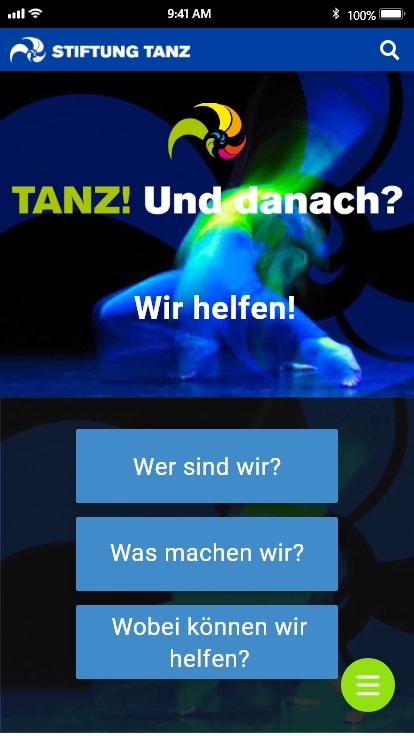 9:41 AM
100%
STIFTUNG TANZ
TANZ! Und danach?
Wir helfen!
Wer sind wir?
Was machen wir?
Wobei können wir
helfen?